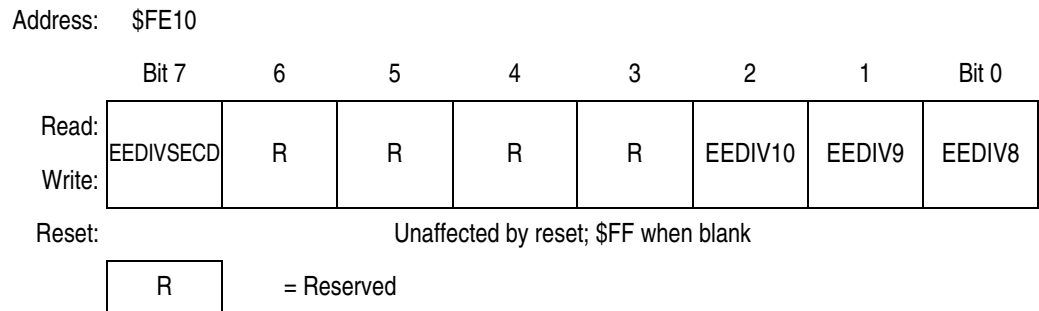 Address: $FE10
Bit 7 6 5 4 3 2 1 Bit 0
Read:
EEDIVSECD R R R R EEDIV10 EEDIV9 EEDIV8
Write:
Reset: Unaffected by reset; $FF when blank
R = Reserved